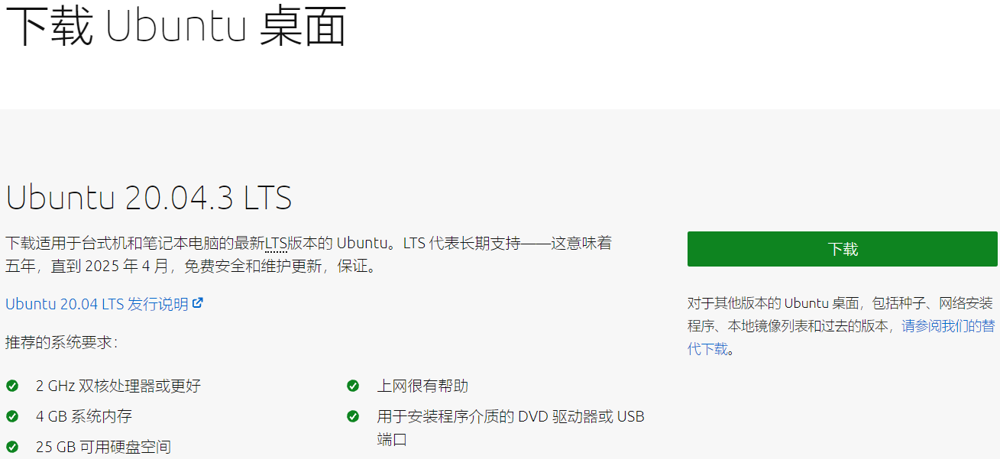 下载 Ubuntu 桌面
Ubuntu 20.04.3 LTS
下载适用于台式机和笔记本电脑的最新LTS版本的 Ubuntu。LTS 代表长期支持——这意味着
五年，直到 2025 年 4 月，免费安全和维护更新，保证。
Ubuntu 20.04 LTS 发行说明
推荐的系统要求：
2 GHz 双核处理器或更好
4 GB 系统内存
25 GB 可用硬盘空间
上网很有帮助
用于安装程序介质的 DVD 驱动器或 USB
端口
下载
对于其他版本的 Ubuntu 桌面，包括种子、网络安装
程序、本地镜像列表和过去的版本，请参阅我们的替
代下载。